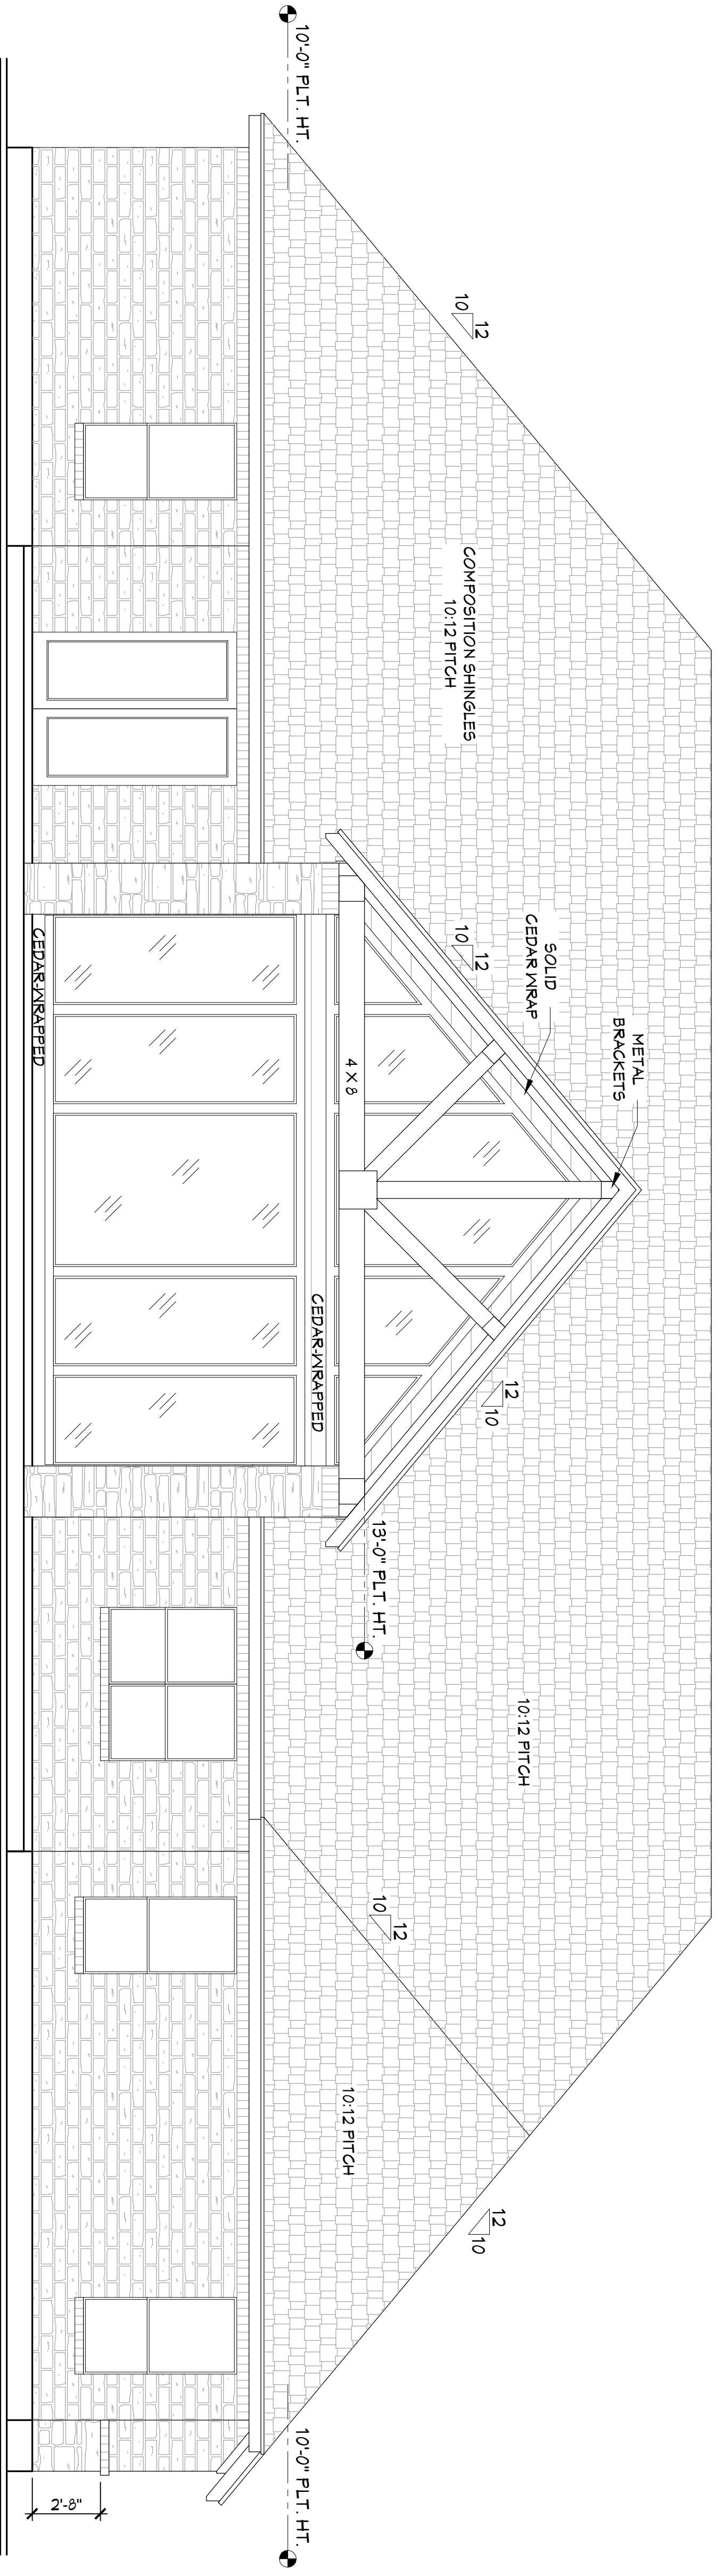 10'-0" PLT. HT.
12
10
COMPOSITION SHINGLES
10:12 PITCH
12
10
SOLID
CEDAR WRAP
METAL
BRACKETS
4 X 8
CEDAR-WRAPPED
CEDAR-WRAPPED
12
10
13'-0" PLT. HT.
10:12 PITCH
12
10
10:12 PITCH
12
10
10'-0" PLT. HT.
2'-8"